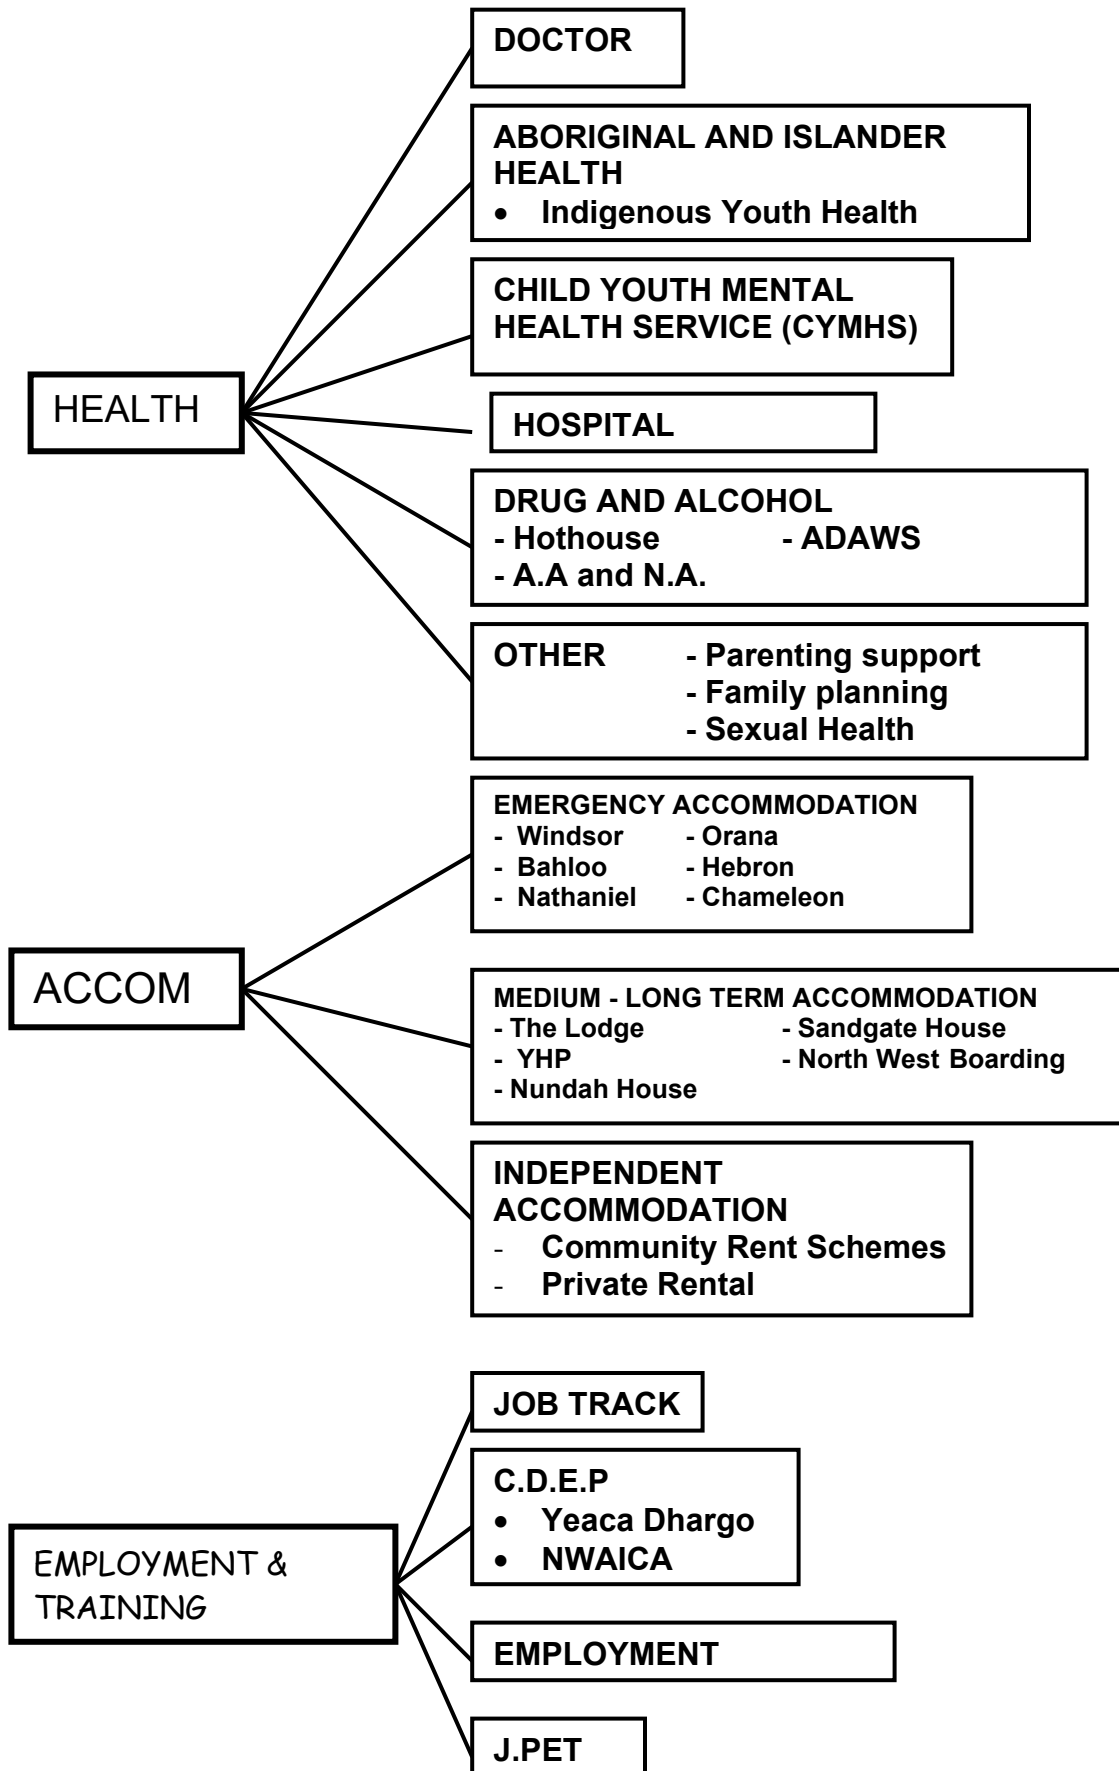 DOCTOR
ABORIGINAL AND ISLANDER
HEALTH
• Indigenous Youth Health
CHILD YOUTH MENTAL
HEALTH SERVICE (CYMHS)
HEALTH
HOSPITAL
DRUG AND ALCOHOL
- Hothouse - ADAWS
- A.A and N.A.
OTHER - Parenting support
- Family planning
- Sexual Health
EMERGENCY ACCOMMODATION
- Windsor - Orana
- Bahloo - Hebron
- Nathaniel - Chameleon
ACCOM
MEDIUM - LONG TERM ACCOMMODATION
- The Lodge - Sandgate House
- YHP - North West Boarding
- Nundah House
INDEPENDENT
ACCOMMODATION
- Community Rent Schemes
- Private Rental
JOB TRACK
C.D.E.P
• Yeaca Dhargo
• NWAICA
EMPLOYMENT &
TRAINING
EMPLOYMENT
J.PET